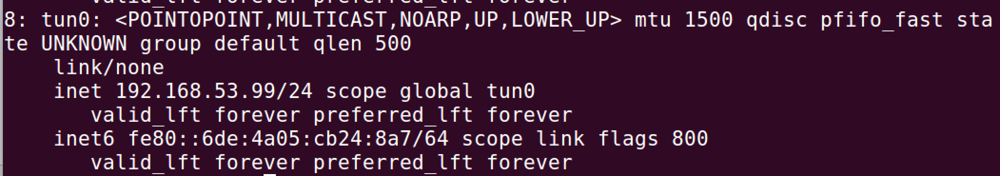 valid_lft forever preferred_lft forever
8: tun0: <POINTOPOINT,MULTICAST,NOARP,UP,LOWER_UP> mtu 1500 qdisc pfifo_fast sta
te UNKNOWN group default qlen 500
    link/none
    inet 192.168.53.99/24 scope global tun0
       valid_lft forever preferred_lft forever
    inet6 fe80::6de:4a05:cb24:8a7/64 scope link flags 800
       valid_lft forever preferred_lft forever